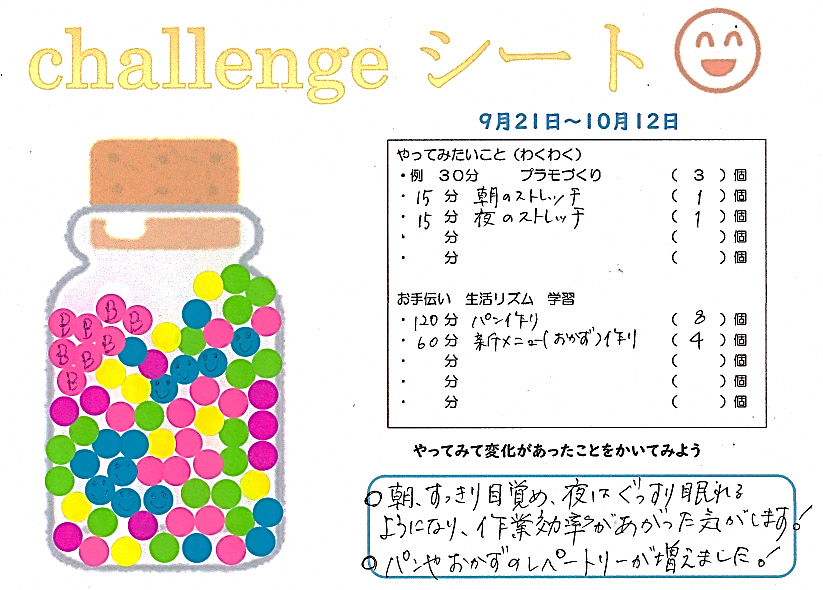 challenge シート
9月21日～10月12日
やってみたいこと（わくわく）
・例 30分 プラモづくり （ 3 ）個
・15分 朝のストレッチ （ 1 ）個
・15分 夜のストレッチ （ 1 ）個
・ 分 （ ）個
・ 分 （ ）個
お手伝い 生活リズム 学習
・120分 パン作り （ 8 ）個
・60分 新メニュー（おかず）作り （ 4 ）個
・ 分 （ ）個
・ 分 （ ）個
・ 分 （ ）個
B B B B
B B B
B
やってみて変化があったことをかいてみよう
○朝、すっきり目覚め、夜はぐっすり眠れる
ようになり、作業効率があがった気がします！
○パンやおかずのレパートリーが増えました！